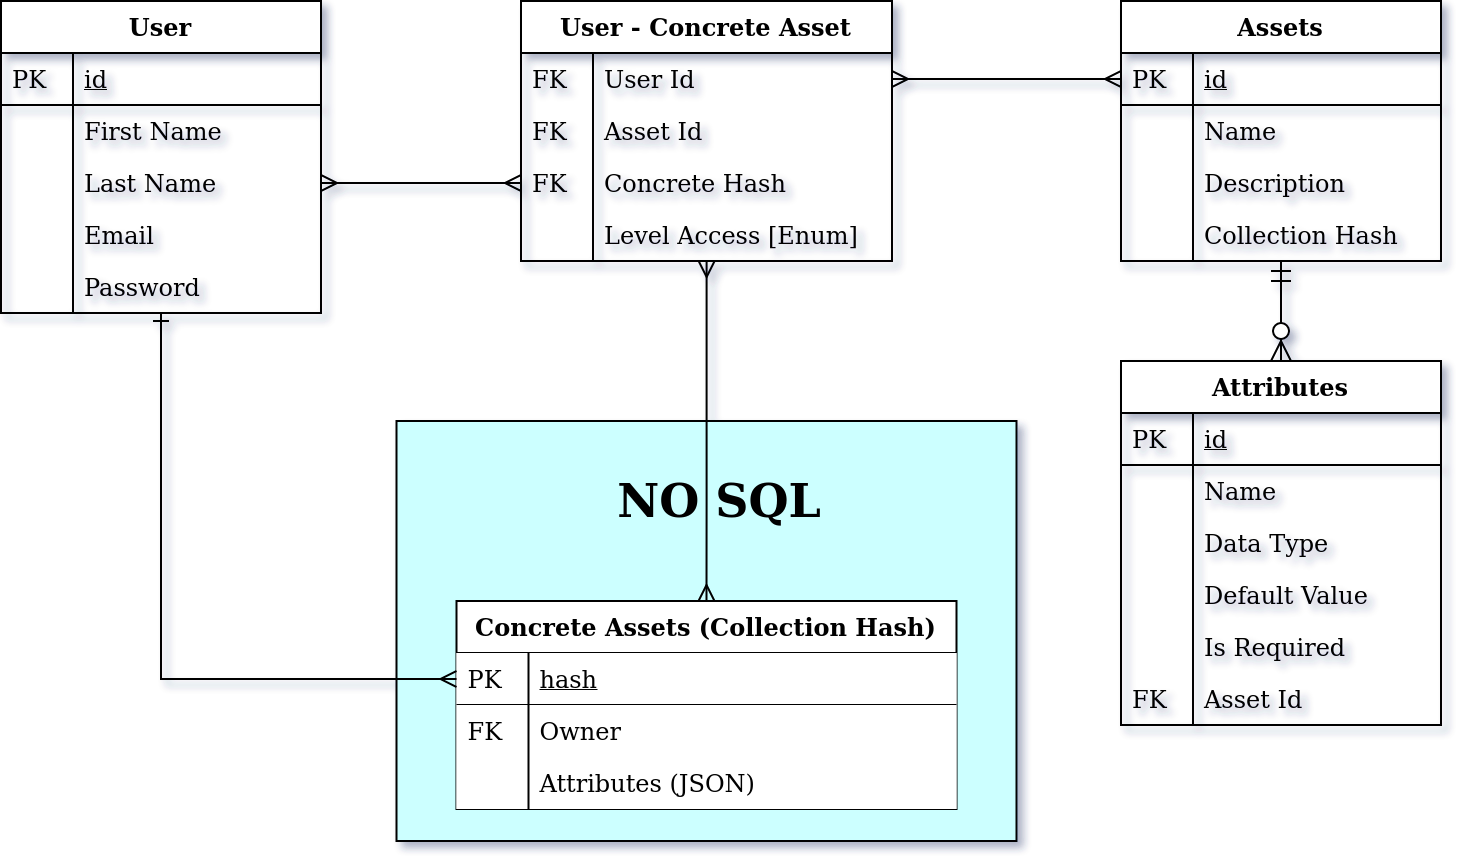 User
PK id
First Name
Last Name
Email
Password
User - Concrete Asset
FK User Id
FK Asset Id
FK Concrete Hash
Level Access [Enum]
Assets
PK id
Name
Description
Collection Hash
Attributes
PK id
Name
Data Type
Default Value
Is Required
FK Asset Id
NO SQL
Concrete Assets (Collection Hash)
PK hash
FK Owner
Attributes (JSON)